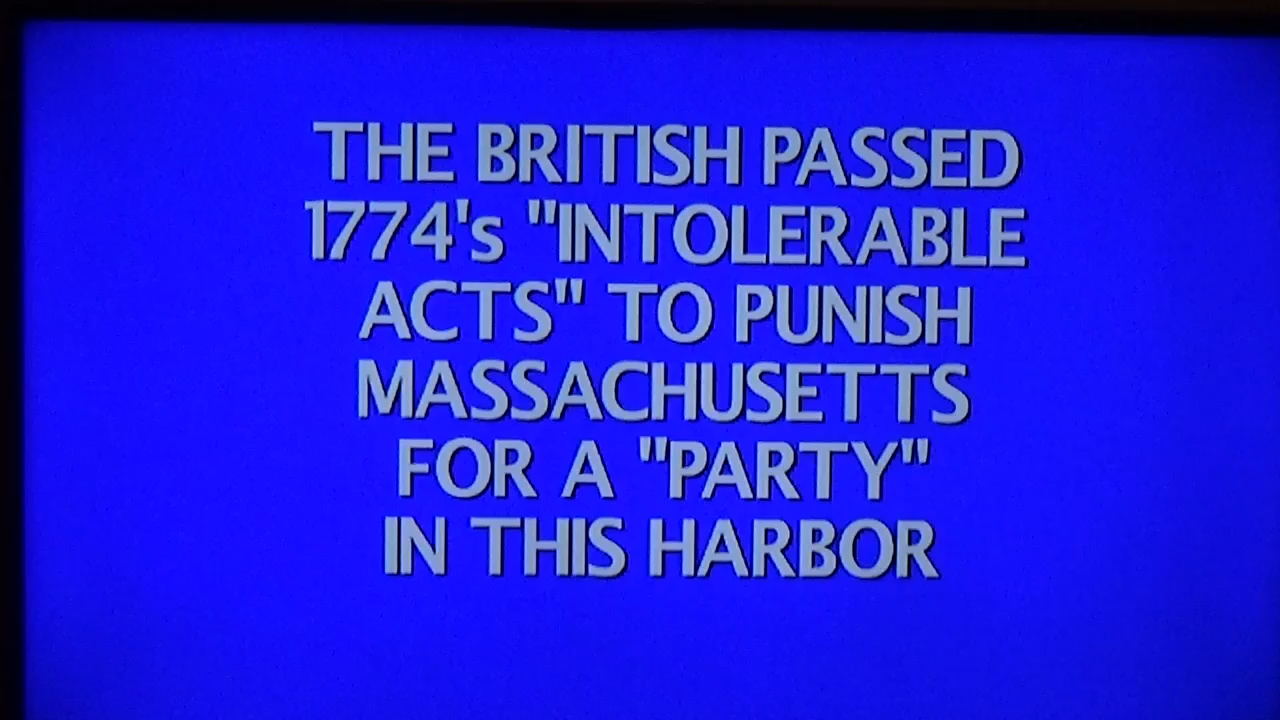 THE BRITISH PASSED
1774's "INTOLERABLE
ACTS" TO PUNISH
MASSACHUSETTS
FOR A "PARTY"
IN THIS HARBOR